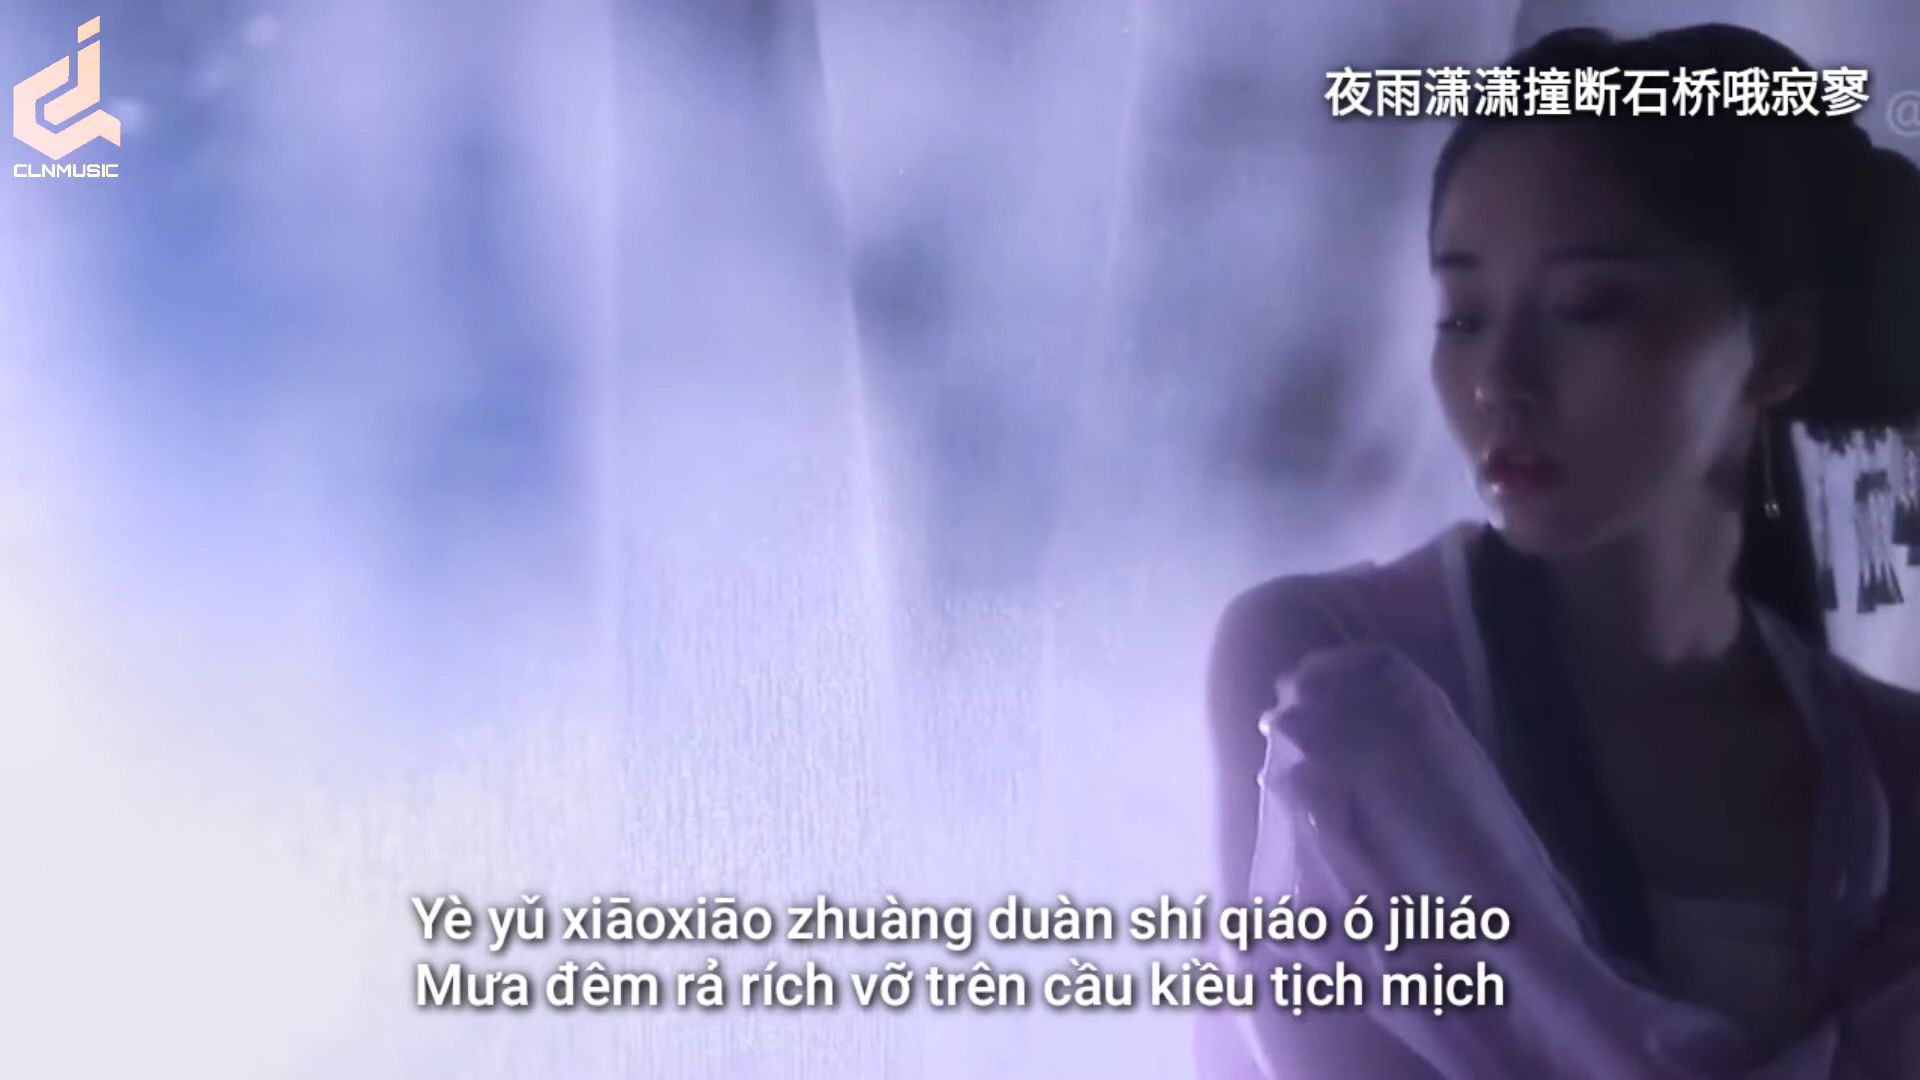 夜雨潇潇撞断石桥哦寂寥
@
CLNMUSIC
Yè yǔ xiāoxiāo zhuàng duàn shí qiáo ó jìliáo
Mưa đêm rả rích vỡ trên cầu kiều tịch mịch